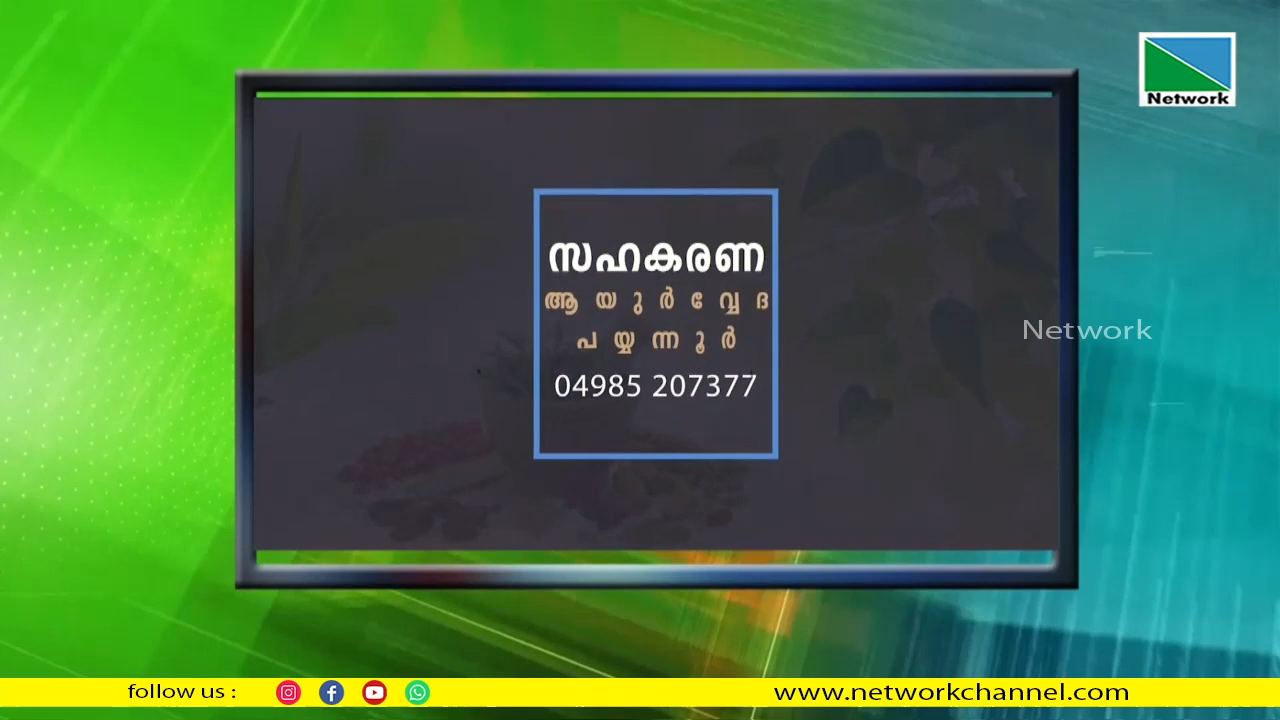 Network
സഹകരണ
ആയുർവ്വേദ
പയ്യന്നൂർ
04985 207377
Network
follow us :
www.networkchannel.com